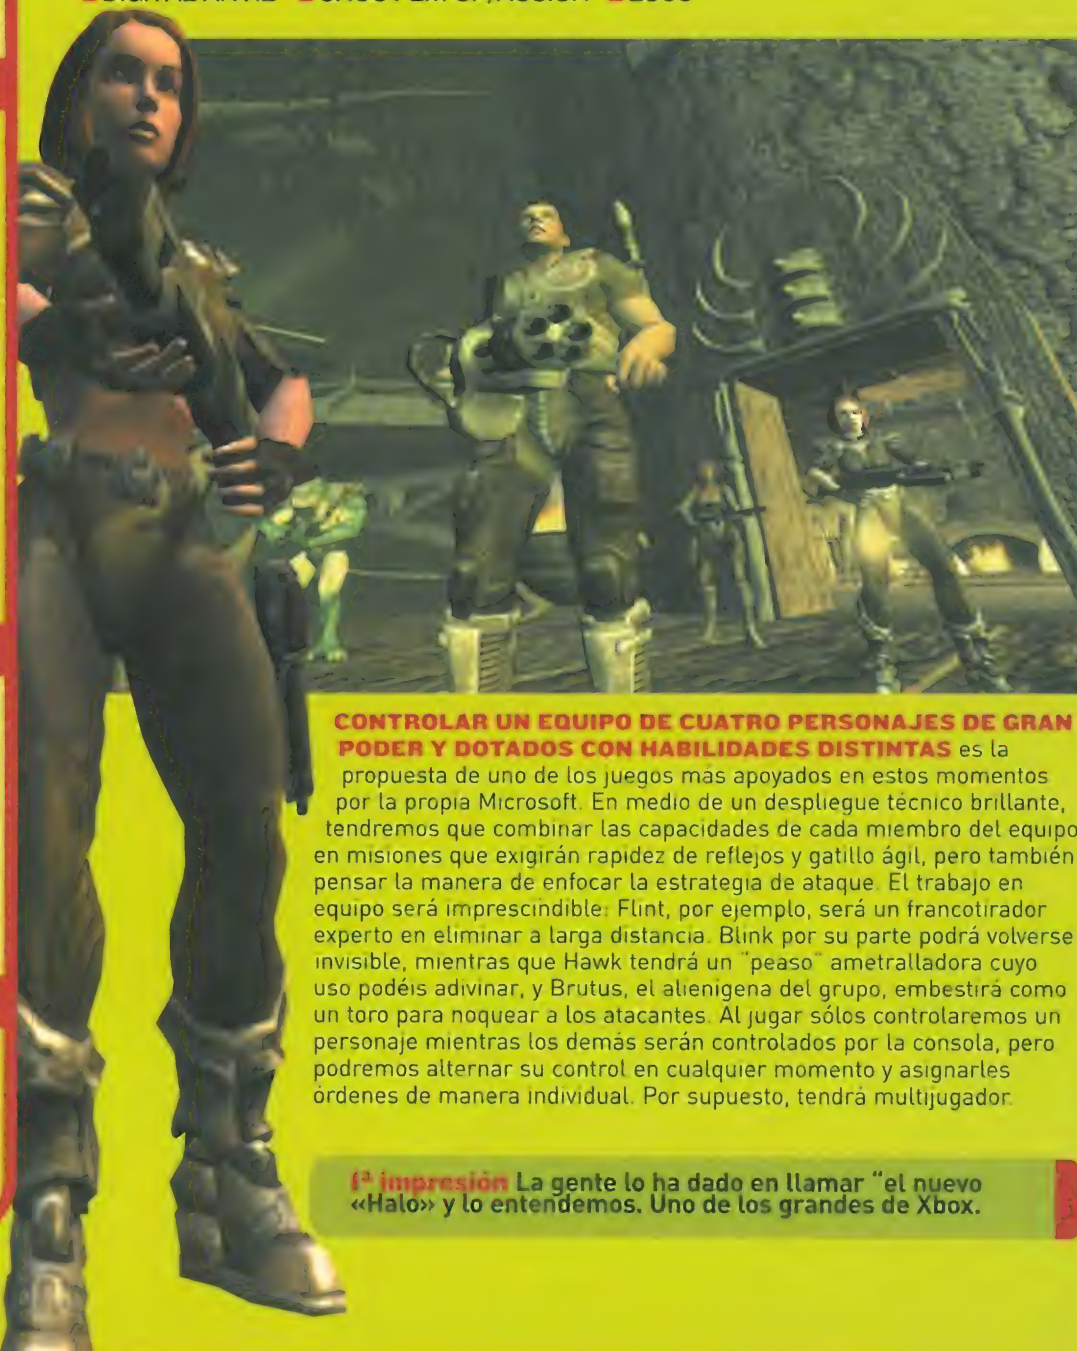 CONTROLAR UN EQUIPO DE CUATRO PERSONAJES DE GRAN
PODER Y DOTADOS CON HABILIDADES DISTINTAS es la
propuesta de uno de los juegos más apoyados en estos momentos
por la propia Microsoft. En medio de un despliegue técnico brillante,
tendremos que combinar las capacidades de cada miembro del equipo
en misiones que exigirán rapidez de reflejos y gatillo ágil, pero también
pensar la manera de enfocar la estrategia de ataque. El trabajo en
equipo será imprescindible: Flint, por ejemplo, será un francotirador
experto en eliminar a larga distancia. Blink por su parte podrá volverse
invisible, mientras que Hawk tendrá un "peaso" ametralladora cuyo
uso podéis adivinar, y Brutus, el alienígena del grupo, embestirá como
un toro para noquear a los atacantes. Al jugar sólos controlaremos un
personaje mientras los demás serán controlados por la consola, pero
podremos alternar su control en cualquier momento y asignarles
órdenes de manera individual. Por supuesto, tendrá multijugador.
1ª impresión La gente lo ha dado en llamar "el nuevo
«Halo» y lo entendemos. Uno de los grandes de Xbox.